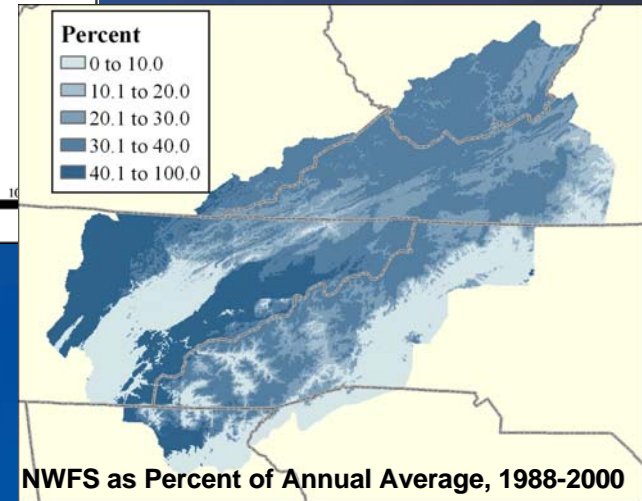 Percent
0 to 10.0
10.1 to 20.0
20.1 to 30.0
30.1 to 40.0
40.1 to 100.0
10
NWFS as Percent of Annual Average, 1988-2000